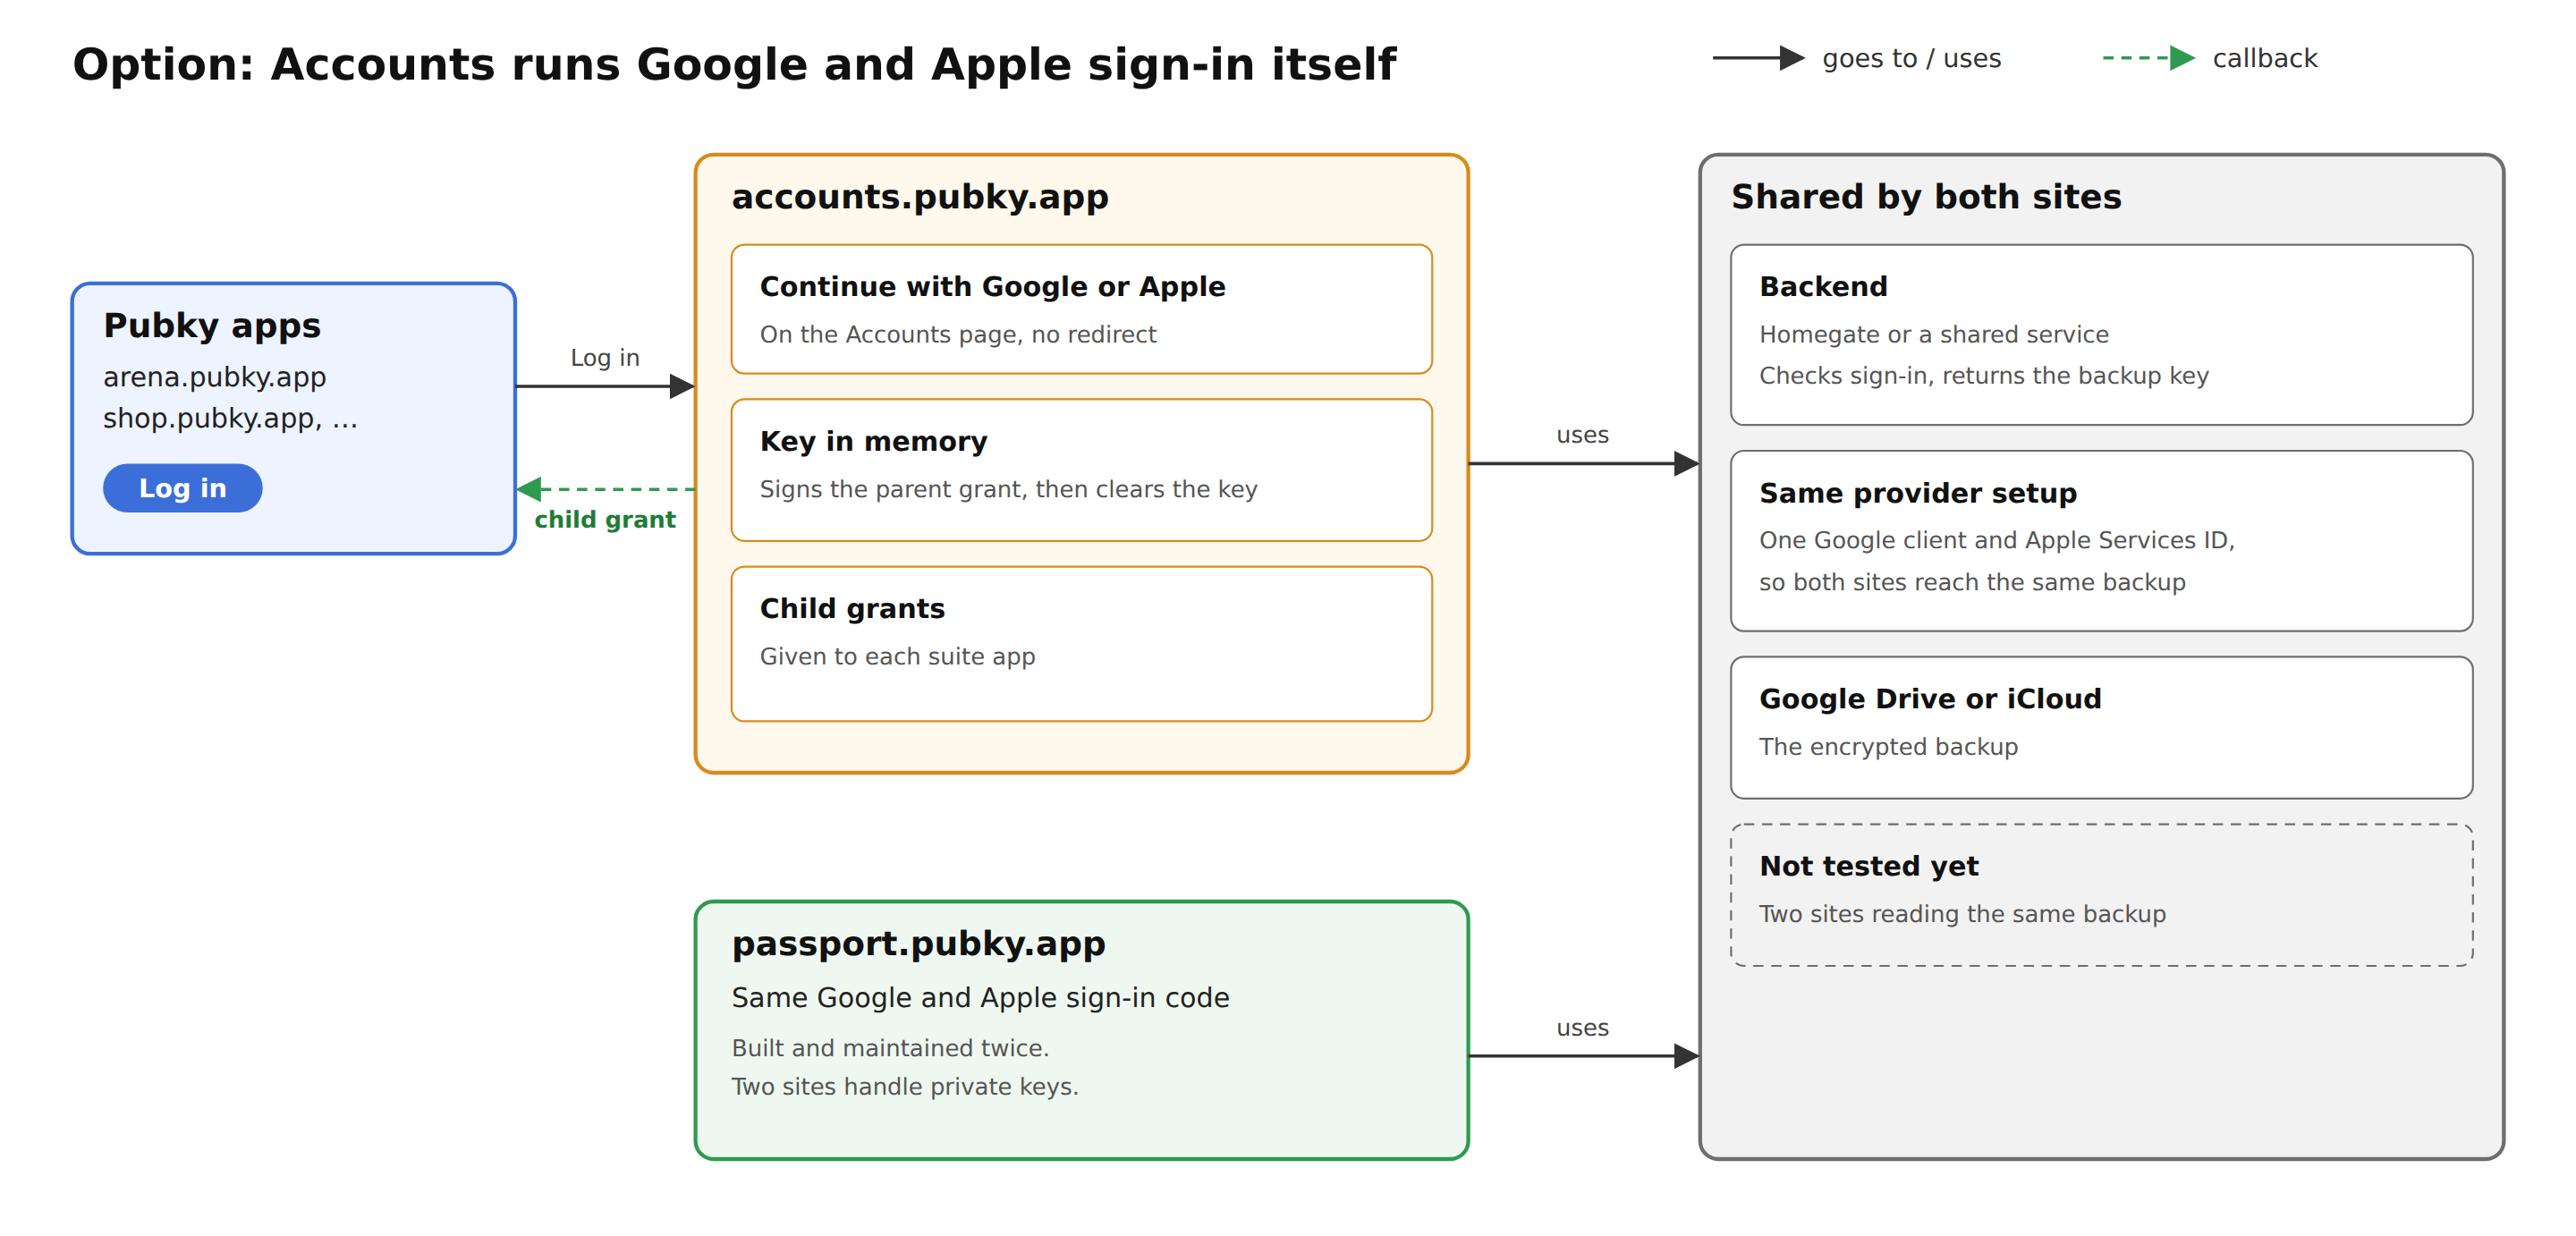 Option: Accounts runs Google and Apple sign-in itself
goes to / uses
callback
Pubky apps
arena.pubky.app
shop.pubky.app, …
Log in
Log in
child grant
accounts.pubky.app
Continue with Google or Apple
On the Accounts page, no redirect
Key in memory
Signs the parent grant, then clears the key
Child grants
Given to each suite app
uses
Shared by both sites
Backend
Homegate or a shared service
Checks sign-in, returns the backup key
Same provider setup
One Google client and Apple Services ID,
so both sites reach the same backup
Google Drive or iCloud
The encrypted backup
Not tested yet
Two sites reading the same backup
passport.pubky.app
Same Google and Apple sign-in code
Built and maintained twice.
Two sites handle private keys.
uses